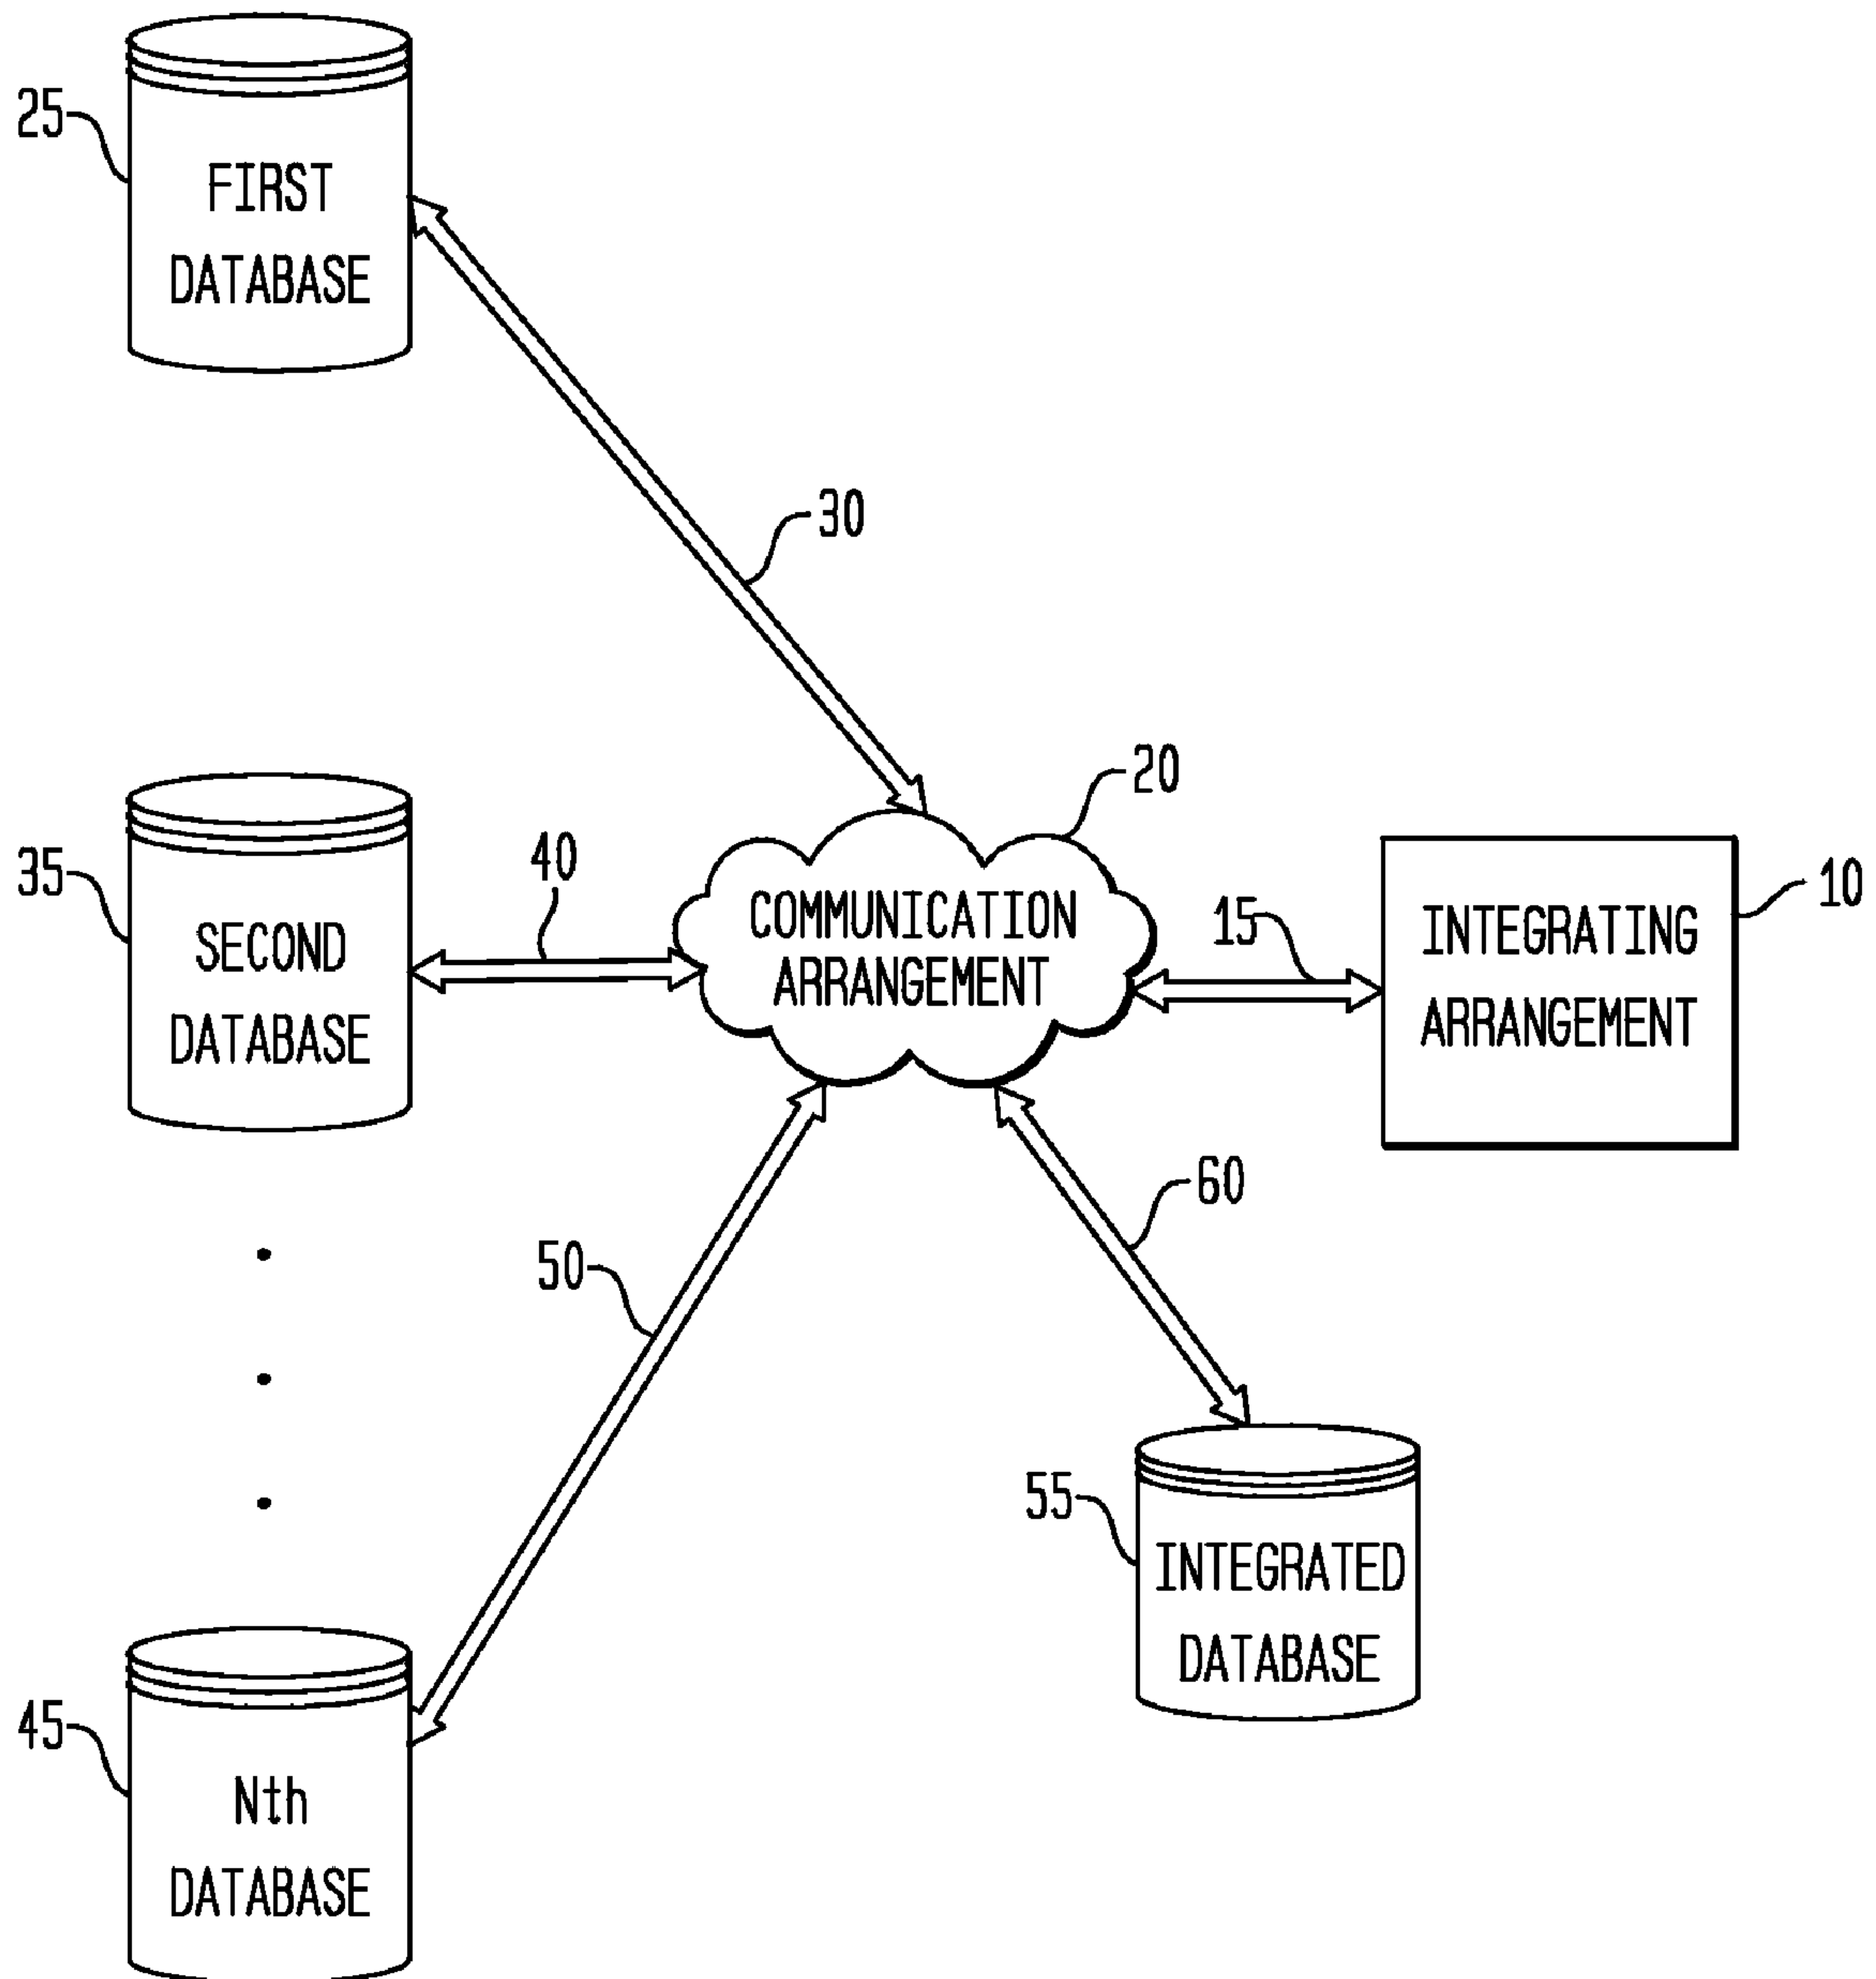 25
FIRST
DATABASE
30
20
35
SECOND
DATABASE
40
COMMUNICATION
ARRANGEMENT
15
10
INTEGRATING
ARRANGEMENT
60
50
55
INTEGRATED
DATABASE
45
Nth
DATABASE